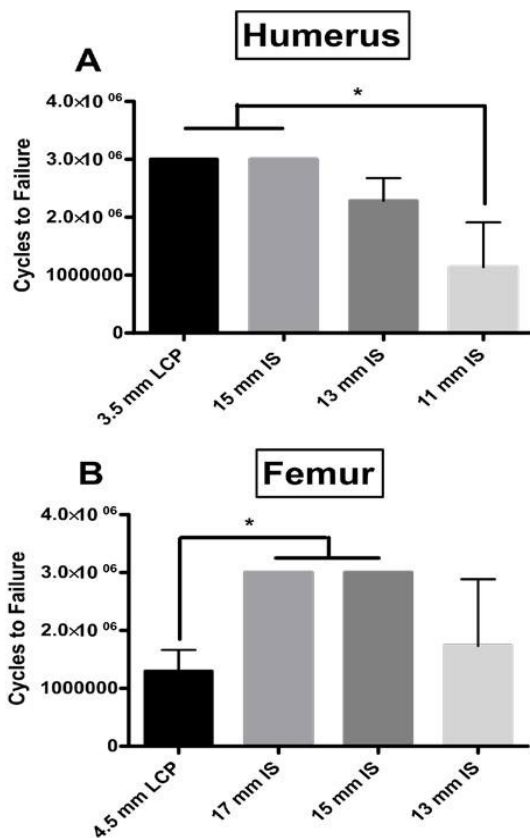 Humerus
A
*
Cycles to Failure
4.0×10 06
3.0×10 06
2.0×10 06
1000000
0
3.5 mm LCP
15 mm IS
13 mm IS
11 mm IS
B
Femur
*
Cycles to Failure
4.0×10 06
3.0×10 06
2.0×10 06
1000000
0
4.5 mm LCP
17 mm IS
15 mm IS
13 mm IS